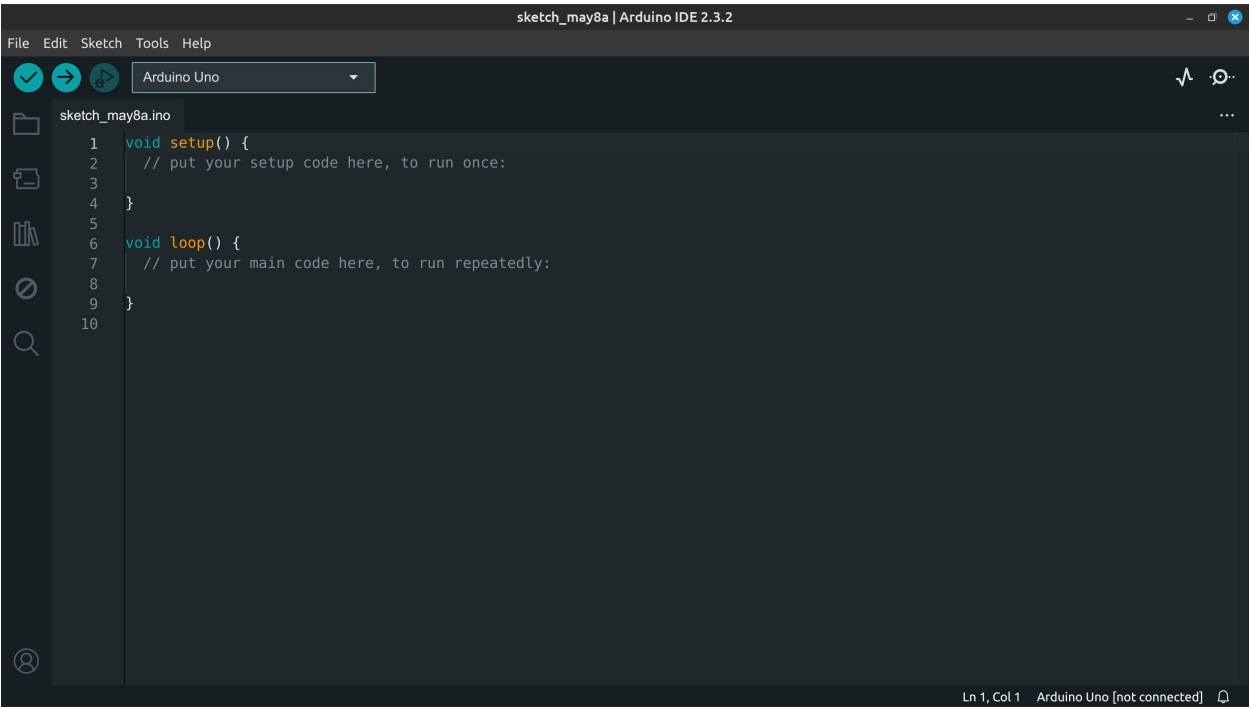 sketch_may8a | Arduino IDE 2.3.2
File Edit Sketch Tools Help
Arduino Uno
sketch_may8a.ino
1 void setup() {
2 // put your setup code here, to run once:
3
4 }
5
6 void loop() {
7 // put your main code here, to run repeatedly:
8
9 }
10
Ln 1, Col 1 Arduino Uno [not connected]